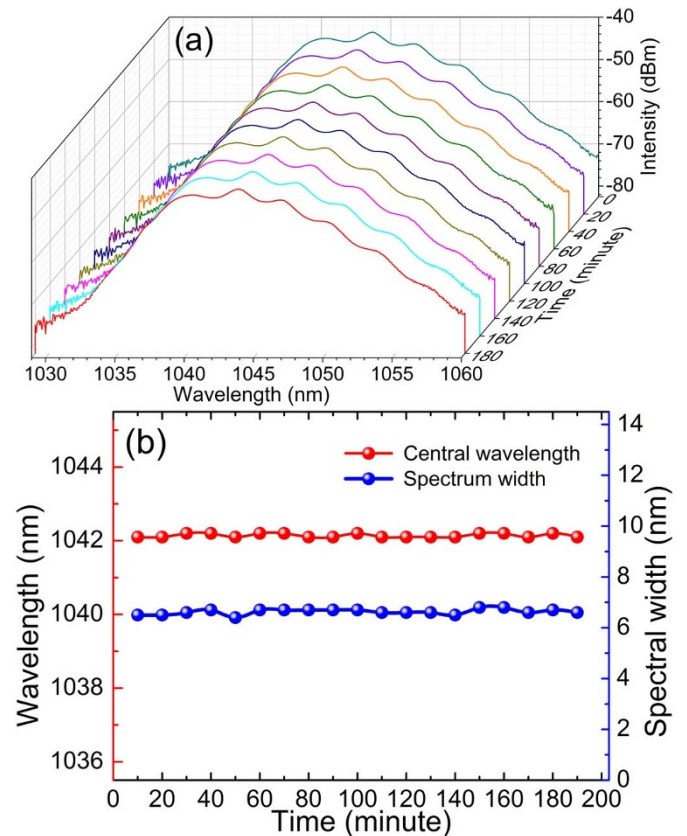 (a)
-40
-50
-60
-70
-80
Intensity (dBm)
0
20
40
60
80
100
120
140
160
180
Time (minute)
1030 1035 1040 1045 1050 1055 1060
Wavelength (nm)
(b)
Central wavelength
Spectrum width
1044
1042
1040
1038
1036
Wavelength (nm)
14
12
10
8
6
4
2
0
Spectral width (nm)
0 20 40 60 80 100 120 140 160 180 200
Time (minute)